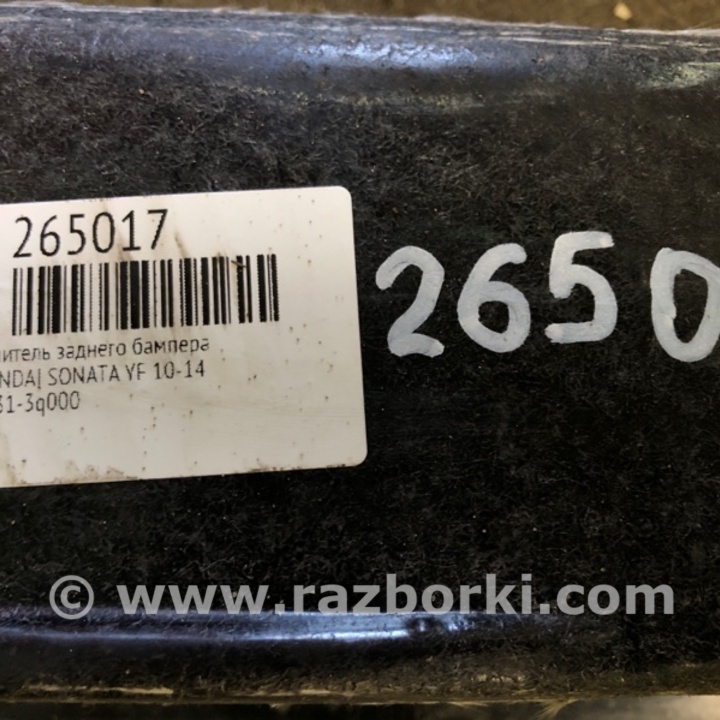 265017
2650
итель заднего бампера
NDAI SONATA YF 10-14
31-3q000
© www.razborki.com